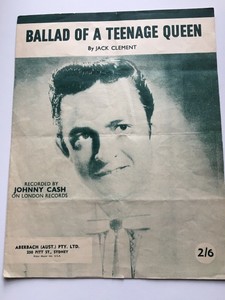 BALLAD OF A TEENAGE QUEEN
By JACK CLEMENT
RECORDED BY
JOHNNY CASH
ON LONDON RECORDS
ABERBACH (AUST.) PTY. LTD.
SYDNEY
2/6